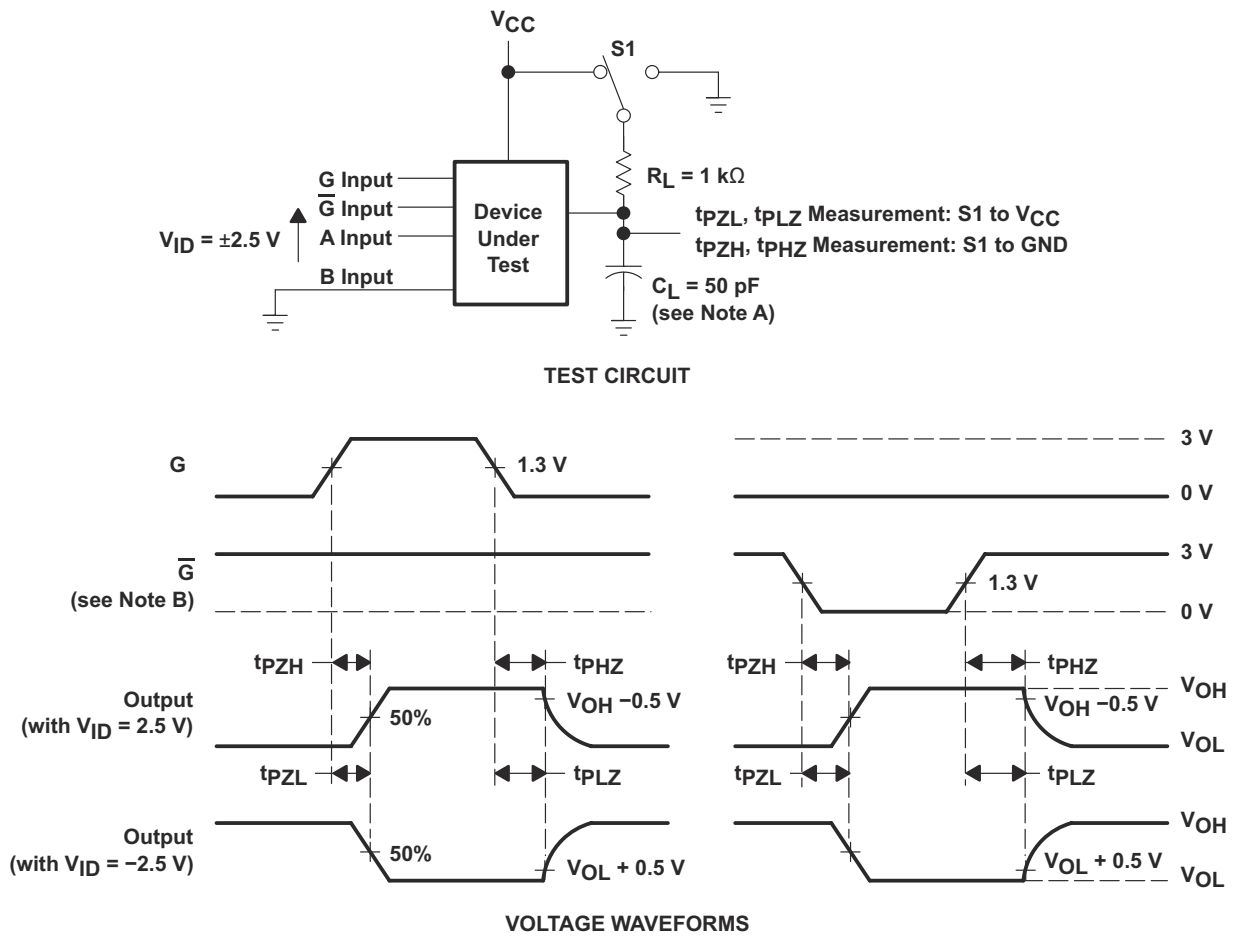 VCC
S1
G Input
G̅ Input
VID = ±2.5 V
A Input
B Input
Device
Under
Test
RL = 1 kΩ
tPZL, tPLZ Measurement: S1 to VCC
tPZH, tPHZ Measurement: S1 to GND
CL = 50 pF
(see Note A)
TEST CIRCUIT
G
1.3 V
3 V
0 V
G̅
(see Note B)
1.3 V
3 V
0 V
tPZH
tPHZ
tPZH
tPHZ
Output
(with VID = 2.5 V)
50%
VOH −0.5 V
VOH −0.5 V
VOH
VOL
tPZL
tPLZ
tPZL
tPLZ
Output
(with VID = −2.5 V)
50%
VOL + 0.5 V
VOL + 0.5 V
VOH
VOL
VOLTAGE WAVEFORMS